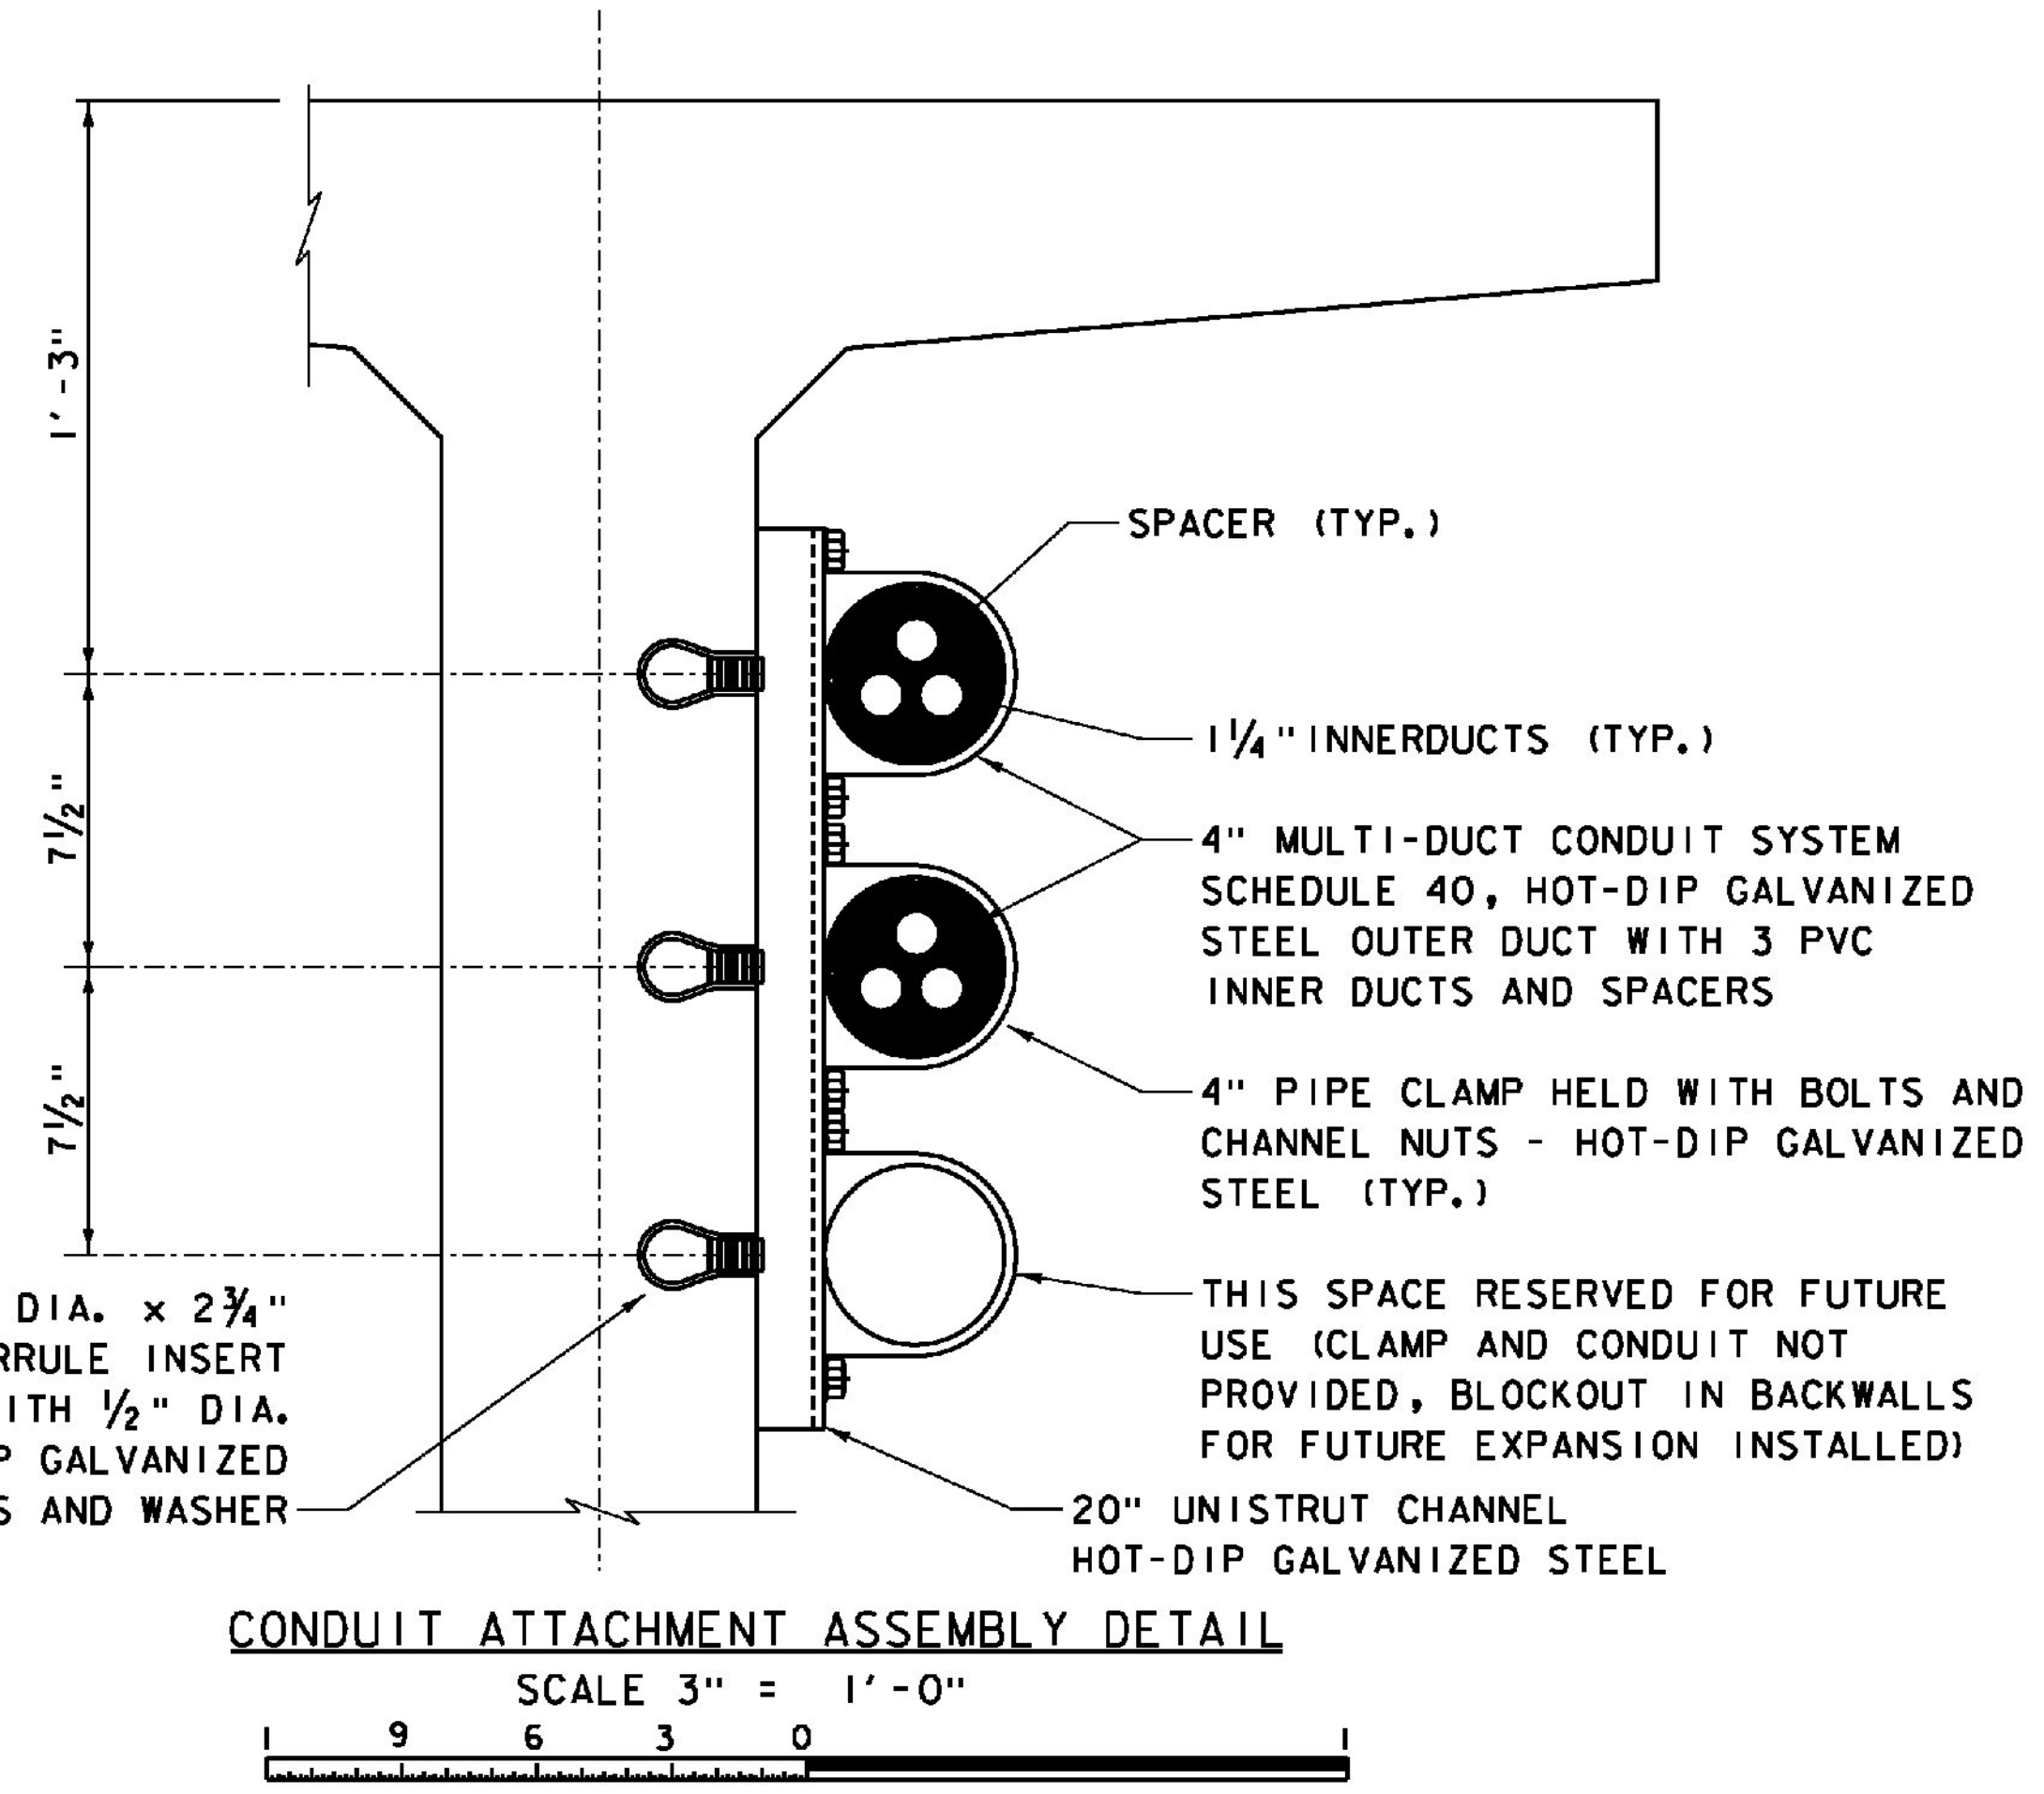 1'-3"
7½"
7½"
SPACER (TYP.)
1¼" INNERDUCTS (TYP.)
4" MULTI-DUCT CONDUIT SYSTEM
SCHEDULE 40, HOT-DIP GALVANIZED
STEEL OUTER DUCT WITH 3 PVC
INNER DUCTS AND SPACERS
4" PIPE CLAMP HELD WITH BOLTS AND
CHANNEL NUTS - HOT-DIP GALVANIZED
STEEL (TYP.)
THIS SPACE RESERVED FOR FUTURE
USE (CLAMP AND CONDUIT NOT
PROVIDED, BLOCKOUT IN BACKWALLS
FOR FUTURE EXPANSION INSTALLED)
20" UNISTRUT CHANNEL
HOT-DIP GALVANIZED STEEL
DIA. x 2¾"
INSERT
½" DIA.
GALVANIZED
AND WASHER
CONDUIT ATTACHMENT ASSEMBLY DETAIL
SCALE 3" = 1'-0"
1 9 6 3 0 1